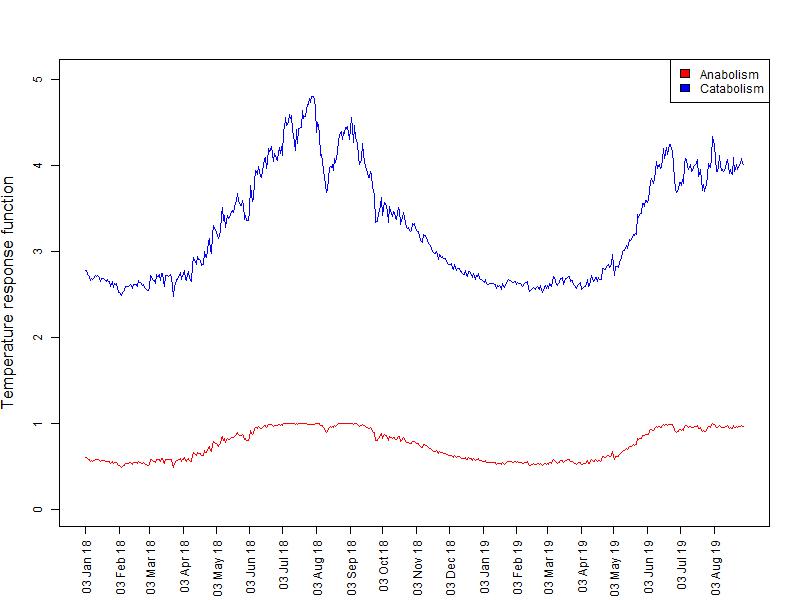 Anabolism
Catabolism
Temperature response function
5
4
3
2
1
0
03 Jan 18
03 Feb 18
03 Mar 18
03 Apr 18
03 May 18
03 Jun 18
03 Jul 18
03 Aug 18
03 Sep 18
03 Oct 18
03 Nov 18
03 Dec 18
03 Jan 19
03 Feb 19
03 Mar 19
03 Apr 19
03 May 19
03 Jun 19
03 Jul 19
03 Aug 19